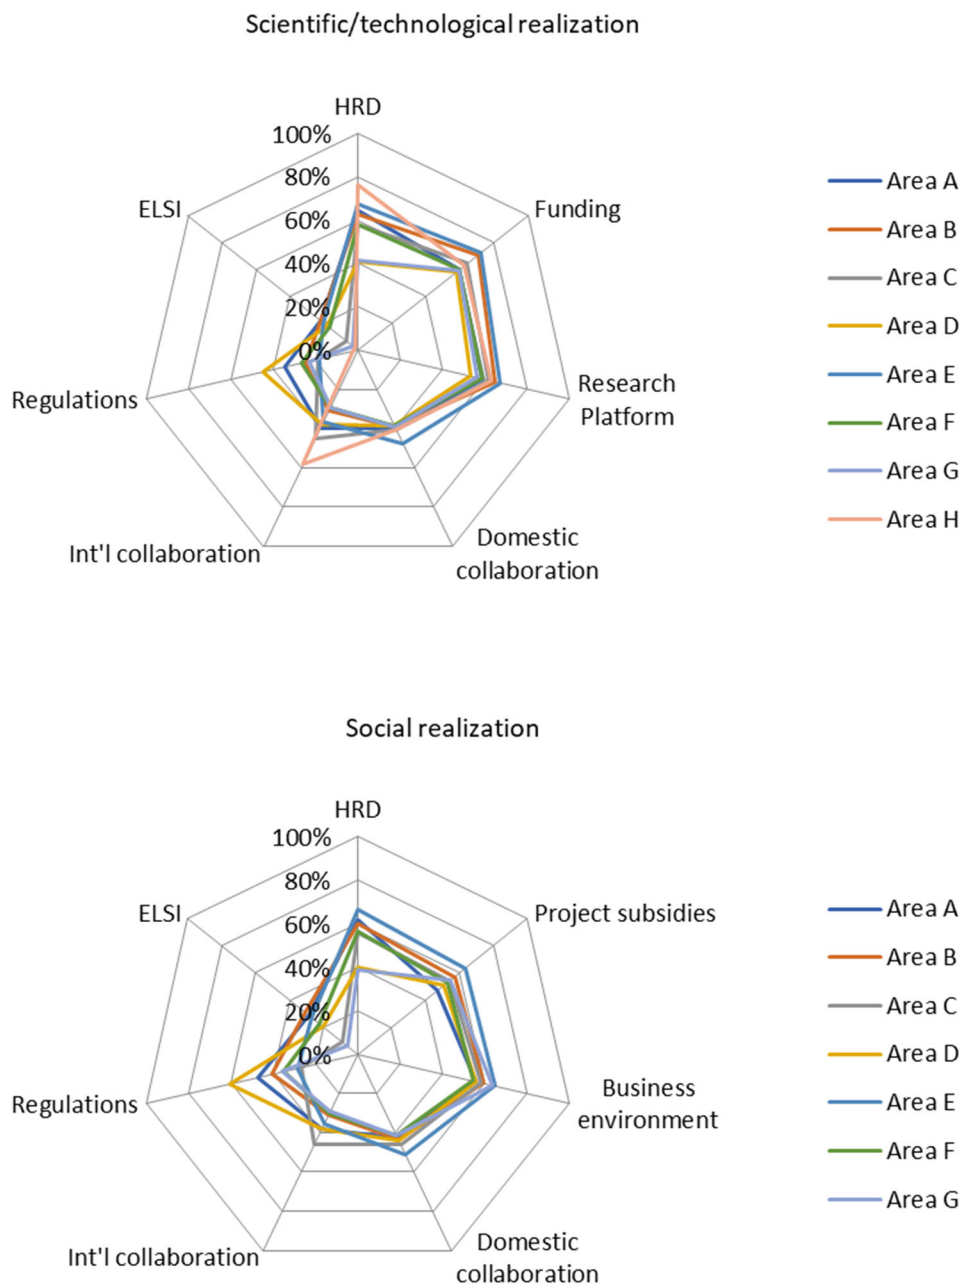 Scientific/technological realization
HRD
100%
80%
60%
40%
20%
0%
ELSI
Funding
Regulations
Research
Platform
Int'l collaboration
Domestic
collaboration
Area A
Area B
Area C
Area D
Area E
Area F
Area G
Area H
Social realization
HRD
100%
80%
60%
40%
20%
0%
ELSI
Project subsidies
Regulations
Business
environment
Int'l collaboration
Domestic
collaboration
Area A
Area B
Area C
Area D
Area E
Area F
Area G